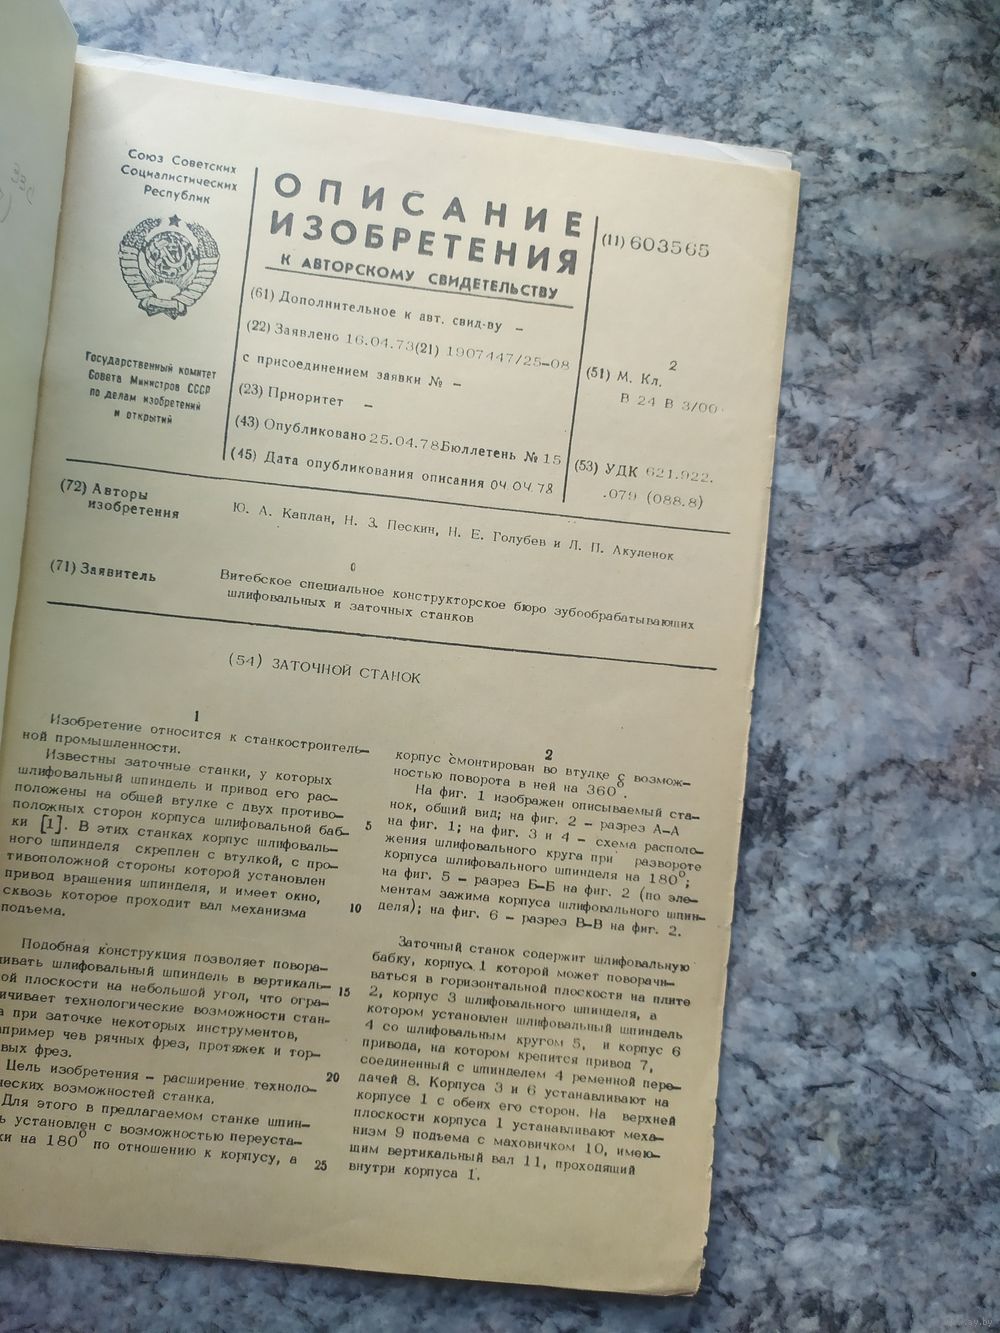 Союз Советских
Социалистических
Республик
ОПИСАНИЕ
ИЗОБРЕТЕНИЯ
К АВТОРСКОМУ СВИДЕТЕЛЬСТВУ
(11) 603565
(61) Дополнительное к авт. свид-ву –
(22) Заявлено 16.04.73 (21) 1907447/25-08
с присоединением заявки № –
(23) Приоритет –
(43) Опубликовано 25.04.78 Бюллетень № 15
(45) Дата опубликования описания 04 04.78
2
(51) М. Кл.
В 24 В 3/00
(53) УДК 621.922.
.079 (088.8)
Государственный комитет
Совета Министров СССР
по делам изобретений
и открытий
(72) Авторы
изобретения
Ю. А. Каплан, Н. З. Пескин, Н. Е. Голубев и Л. П. Акуленок
(71) Заявитель
Витебское специальное конструкторское бюро зубообрабатывающих
шлифовальных и заточных станков
(54) ЗАТОЧНОЙ СТАНОК
1
Изобретение относится к станкостроитель-
ной промышленности.
Известны заточные станки, у которых
шлифовальный шпиндель и привод его рас-
положены на общей втулке с двух противо-
положных сторон корпуса шлифовальной баб-
ки [1]. В этих станках корпус шлифоваль-
ного шпинделя скреплен с втулкой, с про-
тивоположной стороны которой установлен
привод вращения шпинделя, и имеет окно,
сквозь которое проходит вал механизма
подъема.
Подобная конструкция позволяет повора-
ивать шлифовальный шпиндель в вертикаль-
ой плоскости на небольшой угол, что огра-
ичивает технологические возможности стан-
а при заточке некоторых инструментов,
апример чев рячных фрез, протяжек и тор-
вых фрез.
Цель изобретения – расширение техноло-
ческих возможностей станка.
Для этого в предлагаемом станке шпин-
ь установлен с возможностью переуста-
ки на 180° по отношению к корпусу, а
5
10
15
20
25
2
корпус смонтирован во втулке с возмож-
ностью поворота в ней на 360°.
На фиг. 1 изображен описываемый ста-
нок, общий вид; на фиг. 2 – разрез А-А
на фиг. 1; на фиг. 3 и 4 – схема располо-
жения шлифовального круга при развороте
корпуса шлифовального шпинделя на 180°;
на фиг. 5 – разрез Б-Б на фиг. 2 (по эле-
ментам зажима корпуса шлифовального шпин-
деля); на фиг. 6 – разрез В-В на фиг. 2.
Заточный станок содержит шлифовальную
бабку, корпус 1 которой может поворачи-
ваться в горизонтальной плоскости на плите
2, корпус 3 шлифовального шпинделя, в
котором установлен шлифовальный шпиндель
4 со шлифовальным кругом 5, и корпус 6
привода, на котором крепится привод 7,
соединенный с шпинделем 4 ременной пере-
дачей 8. Корпуса 3 и 6 устанавливают на
корпусе 1 с обеих его сторон. На верхней
плоскости корпуса 1 устанавливают меха-
низм 9 подъема с маховичком 10, имею-
щим вертикальный вал 11, проходящий
внутри корпуса 1.